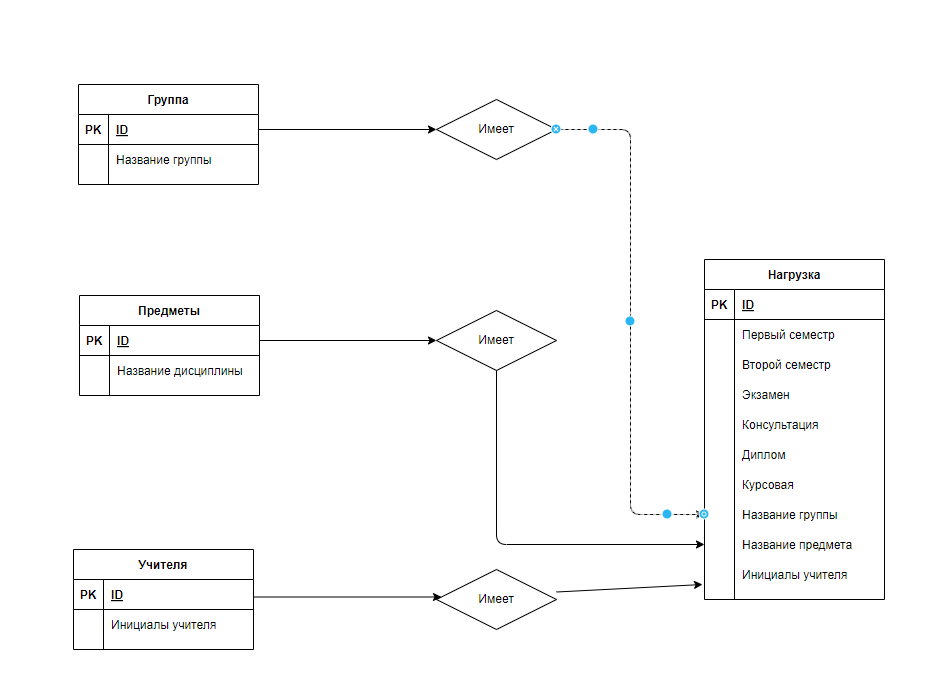 Группа
PK ID
Название группы
Имеет
Предметы
PK ID
Название дисциплины
Имеет
Учителя
PK ID
Инициалы учителя
Имеет
Нагрузка
PK ID
Первый семестр
Второй семестр
Экзамен
Консультация
Диплом
Курсовая
Название группы
Название предмета
Инициалы учителя